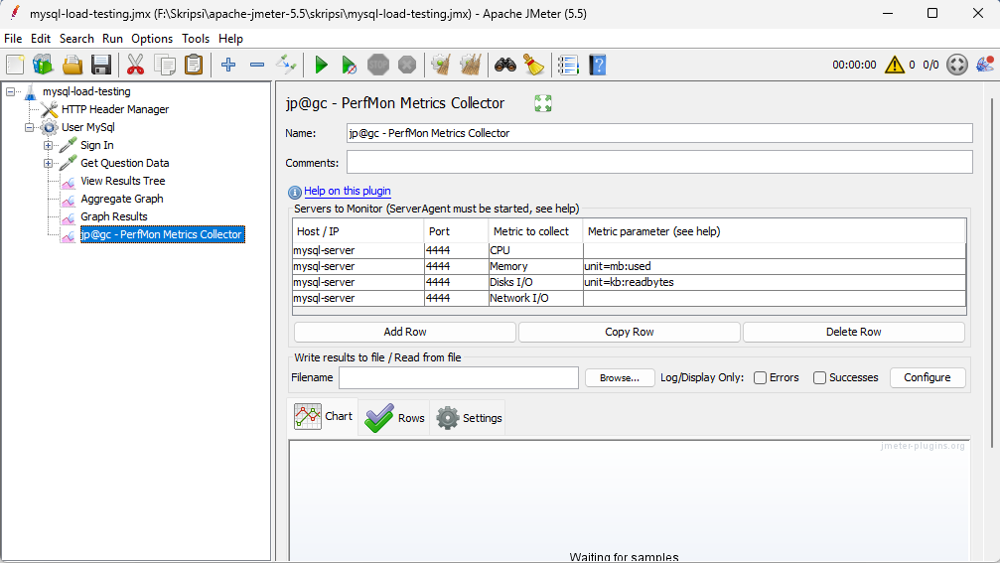 mysql-load-testing.jmx (F:\Skripsi\apache-jmeter-5.5\skripsi\mysql-load-testing.jmx) - Apache JMeter (5.5)
File Edit Search Run Options Tools Help
STOP
00:00:00 0 0/0
mysql-load-testing
HTTP Header Manager
User MySql
Sign In
Get Question Data
View Results Tree
Aggregate Graph
Graph Results
jp@gc - PerfMon Metrics Collector
jp@gc - PerfMon Metrics Collector
Name: jp@gc - PerfMon Metrics Collector
Comments:
Help on this plugin
Servers to Monitor (ServerAgent must be started, see help)
Host / IP Port Metric to collect Metric parameter (see help)
mysql-server 4444 CPU
mysql-server 4444 Memory unit=mb:used
mysql-server 4444 Disks I/O unit=kb:readbytes
mysql-server 4444 Network I/O
Add Row Copy Row Delete Row
Write results to file / Read from file
Filename Browse... Log/Display Only: Errors Successes Configure
Chart Rows Settings
jmeter-plugins.org
Waiting for samples